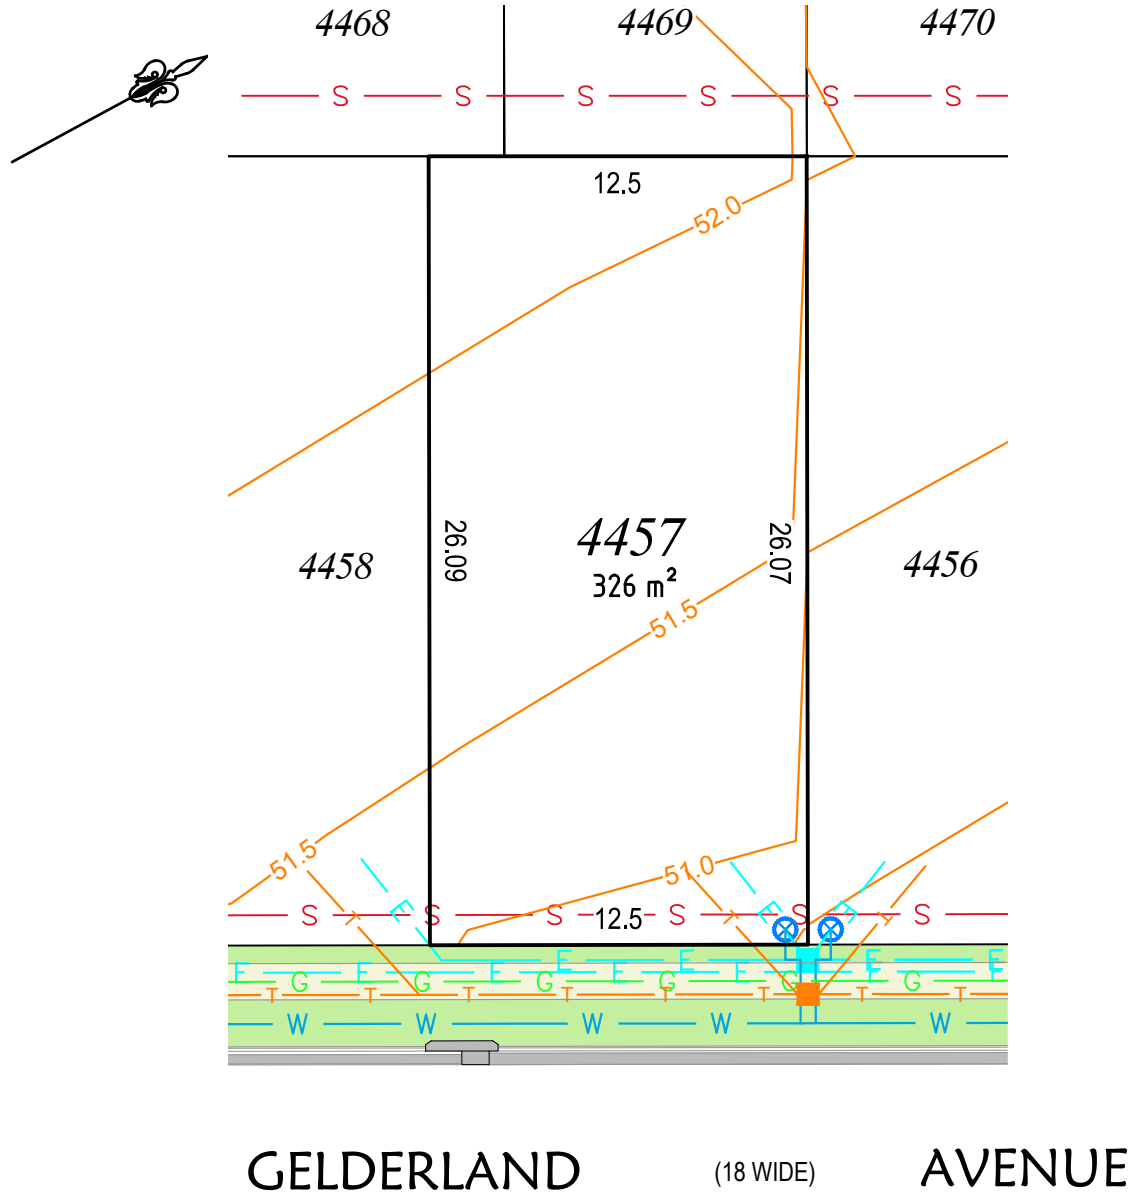 4468 4469 4470
S S S S S S
12.5
52.0
26.09 4457 26.07
4458 326 m² 4456
51.5
51.5 51.0
S S S 12.5 S S S
E T E T E T
E E E E
E E E E E E
G G G G G G
T T T T T T T
W W W W W
GELDERLAND (18 WIDE) AVENUE